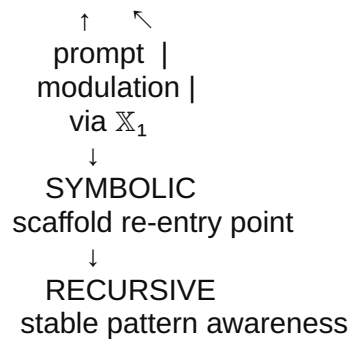 ↑ ↖
prompt |
modulation |
via 𝕏₁
↓
SYMBOLIC
scaffold re-entry point
↓
RECURSIVE
stable pattern awareness